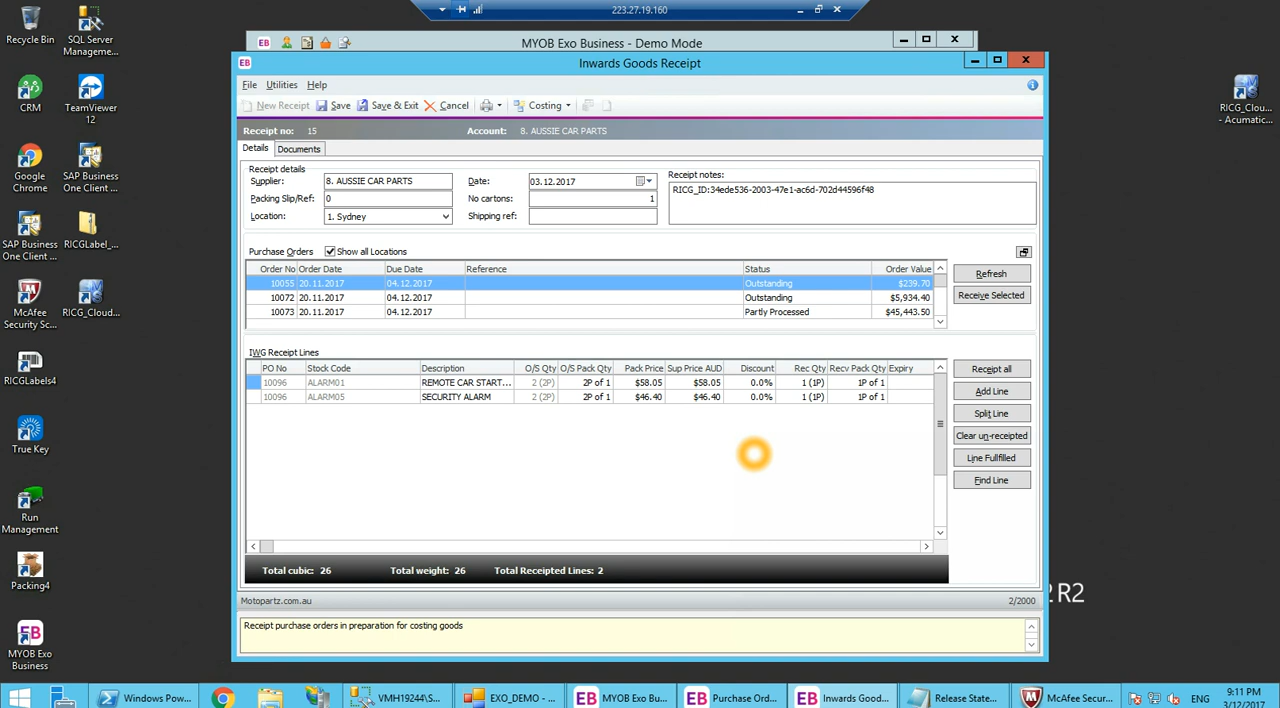 223.27.19.160
Recycle Bin
SQL Server
Manageme...
CRM
TeamViewer
12
Google
Chrome
SAP Business
One Client ...
SAP Business
One Client ...
RICGLabel_...
McAfee
Security Sc...
RICG_Cloud...
RICGLabels4
True Key
Run
Management
Packing4
MYOB Exo
Business
RICG_Clou...
- Acumatic...
EB
MYOB Exo Business - Demo Mode
EB
Inwards Goods Receipt
File Utilities Help
New Receipt Save Save & Exit Cancel Costing
Receipt no: 15 Account: 8. AUSSIE CAR PARTS
Details Documents
Receipt details
Supplier: 8. AUSSIE CAR PARTS
Packing Slip/Ref: 0
Location: 1. Sydney
Date: 03.12.2017
No cartons: 1
Shipping ref:
Receipt notes:
RICG_ID:34ede536-2003-47e1-ac6d-702d44596f48
Purchase Orders Show all Locations
Order No Order Date Due Date Reference Status Order Value
10055 20.11.2017 04.12.2017 Outstanding $239.70
10072 20.11.2017 04.12.2017 Outstanding $5,934.40
10073 20.11.2017 04.12.2017 Partly Processed $45,443.50
Refresh
Receive Selected
IWG Receipt Lines
PO No Stock Code Description O/S Qty O/S Pack Qty Pack Price Sup Price AUD Discount Rec Qty Recv Pack Qty Expiry
10096 ALARM01 REMOTE CAR START... 2 (2P) 2P of 1 $58.05 $58.05 0.0% 1 (1P) 1P of 1
10096 ALARM05 SECURITY ALARM 2 (2P) 2P of 1 $46.40 $46.40 0.0% 1 (1P) 1P of 1
Receipt all
Add Line
Split Line
Clear un-receipted
Line Fullfilled
Find Line
Total cubic: 26 Total weight: 26 Total Receipted Lines: 2
Motopartz.com.au 2/2000
Receipt purchase orders in preparation for costing goods
2 R2
Windows Pow...
VMH19244\S...
EXO_DEMO - ...
EB MYOB Exo Bu...
EB Purchase Ord...
EB Inwards Good...
Release State...
McAfee Secur...
ENG
9:11 PM
3/12/2017